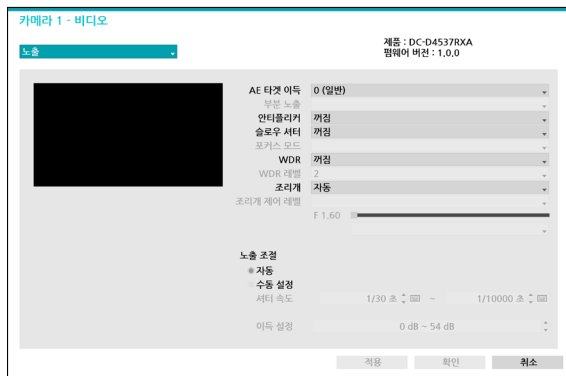 카메라 1 - 비디오
제품 : DC-D4537RXA
노출
펌웨어 버전 : 1.0.0
AE 타겟 이득 0 (일반)
부분 노출
안티플리커 꺼짐
슬로우 셔터 꺼짐
포커스 모드
WDR 꺼짐
WDR 레벨 2
조리개 자동
조리개 제어 레벨
F 1.60
노출 조절
자동
수동 설정
셔터 속도 1/30 초 ~ 1/10000 초
이득 설정 0 dB ~ 54 dB
적용 확인 취소